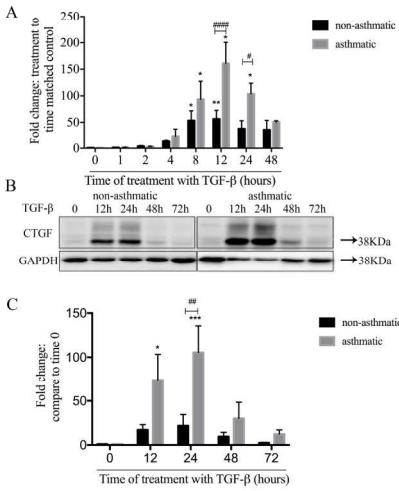 A
####
#
*
*
*
**
*
non-asthmatic
asthmatic
Fold change: treatment to
time matched control
250
200
150
100
50
0
0 1 2 4 8 12 24 48
Time of treatment with TGF-β (hours)
B
non-asthmatic asthmatic
TGF-β 0 12h 24h 48h 72h 0 12h 24h 48h 72h
CTGF →38KDa
GAPDH →38KDa
C
##
***
*
non-asthmatic
asthmatic
Fold change:
compare to time 0
150
100
50
0
0 12 24 48 72
Time of treatment with TGF-β (hours)